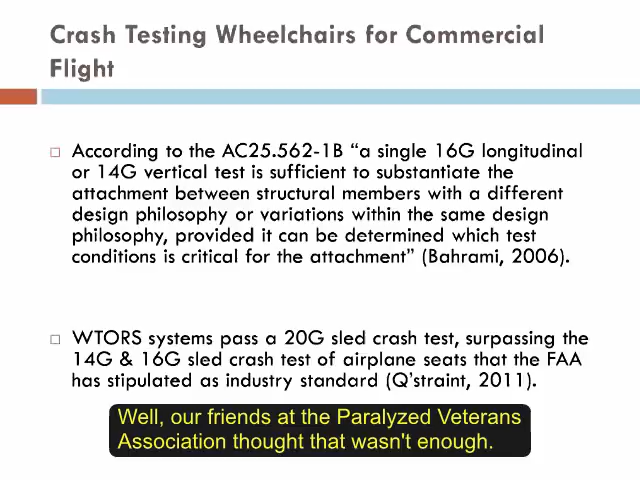 Crash Testing Wheelchairs for Commercial
Flight
According to the AC25.562-1B “a single 16G longitudinal
or 14G vertical test is sufficient to substantiate the
attachment between structural members with a different
design philosophy or variations within the same design
philosophy, provided it can be determined which test
conditions is critical for the attachment” (Bahrami, 2006).
WTORS systems pass a 20G sled crash test, surpassing the
14G & 16G sled crash test of airplane seats that the FAA
has stipulated as industry standard (Q’straint, 2011).
Well, our friends at the Paralyzed Veterans
Association thought that wasn't enough.